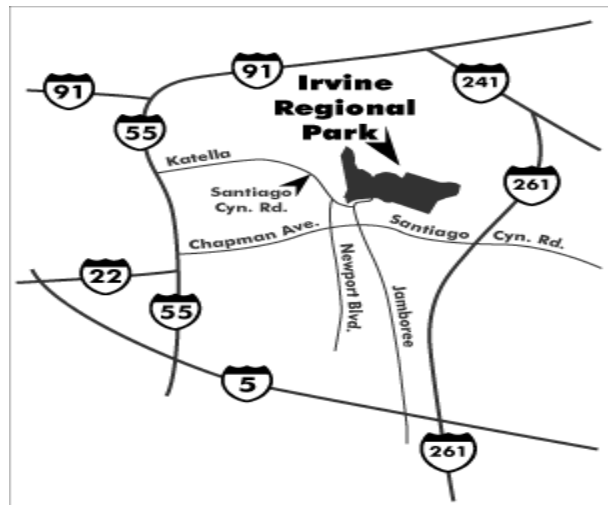 91
91
55
Irvine
Regional
Park
241
261
Katella
Santiago
Cyn. Rd.
Chapman Ave.
Santiago Cyn. Rd.
Newport Blvd.
Jamboree
22
55
5
261